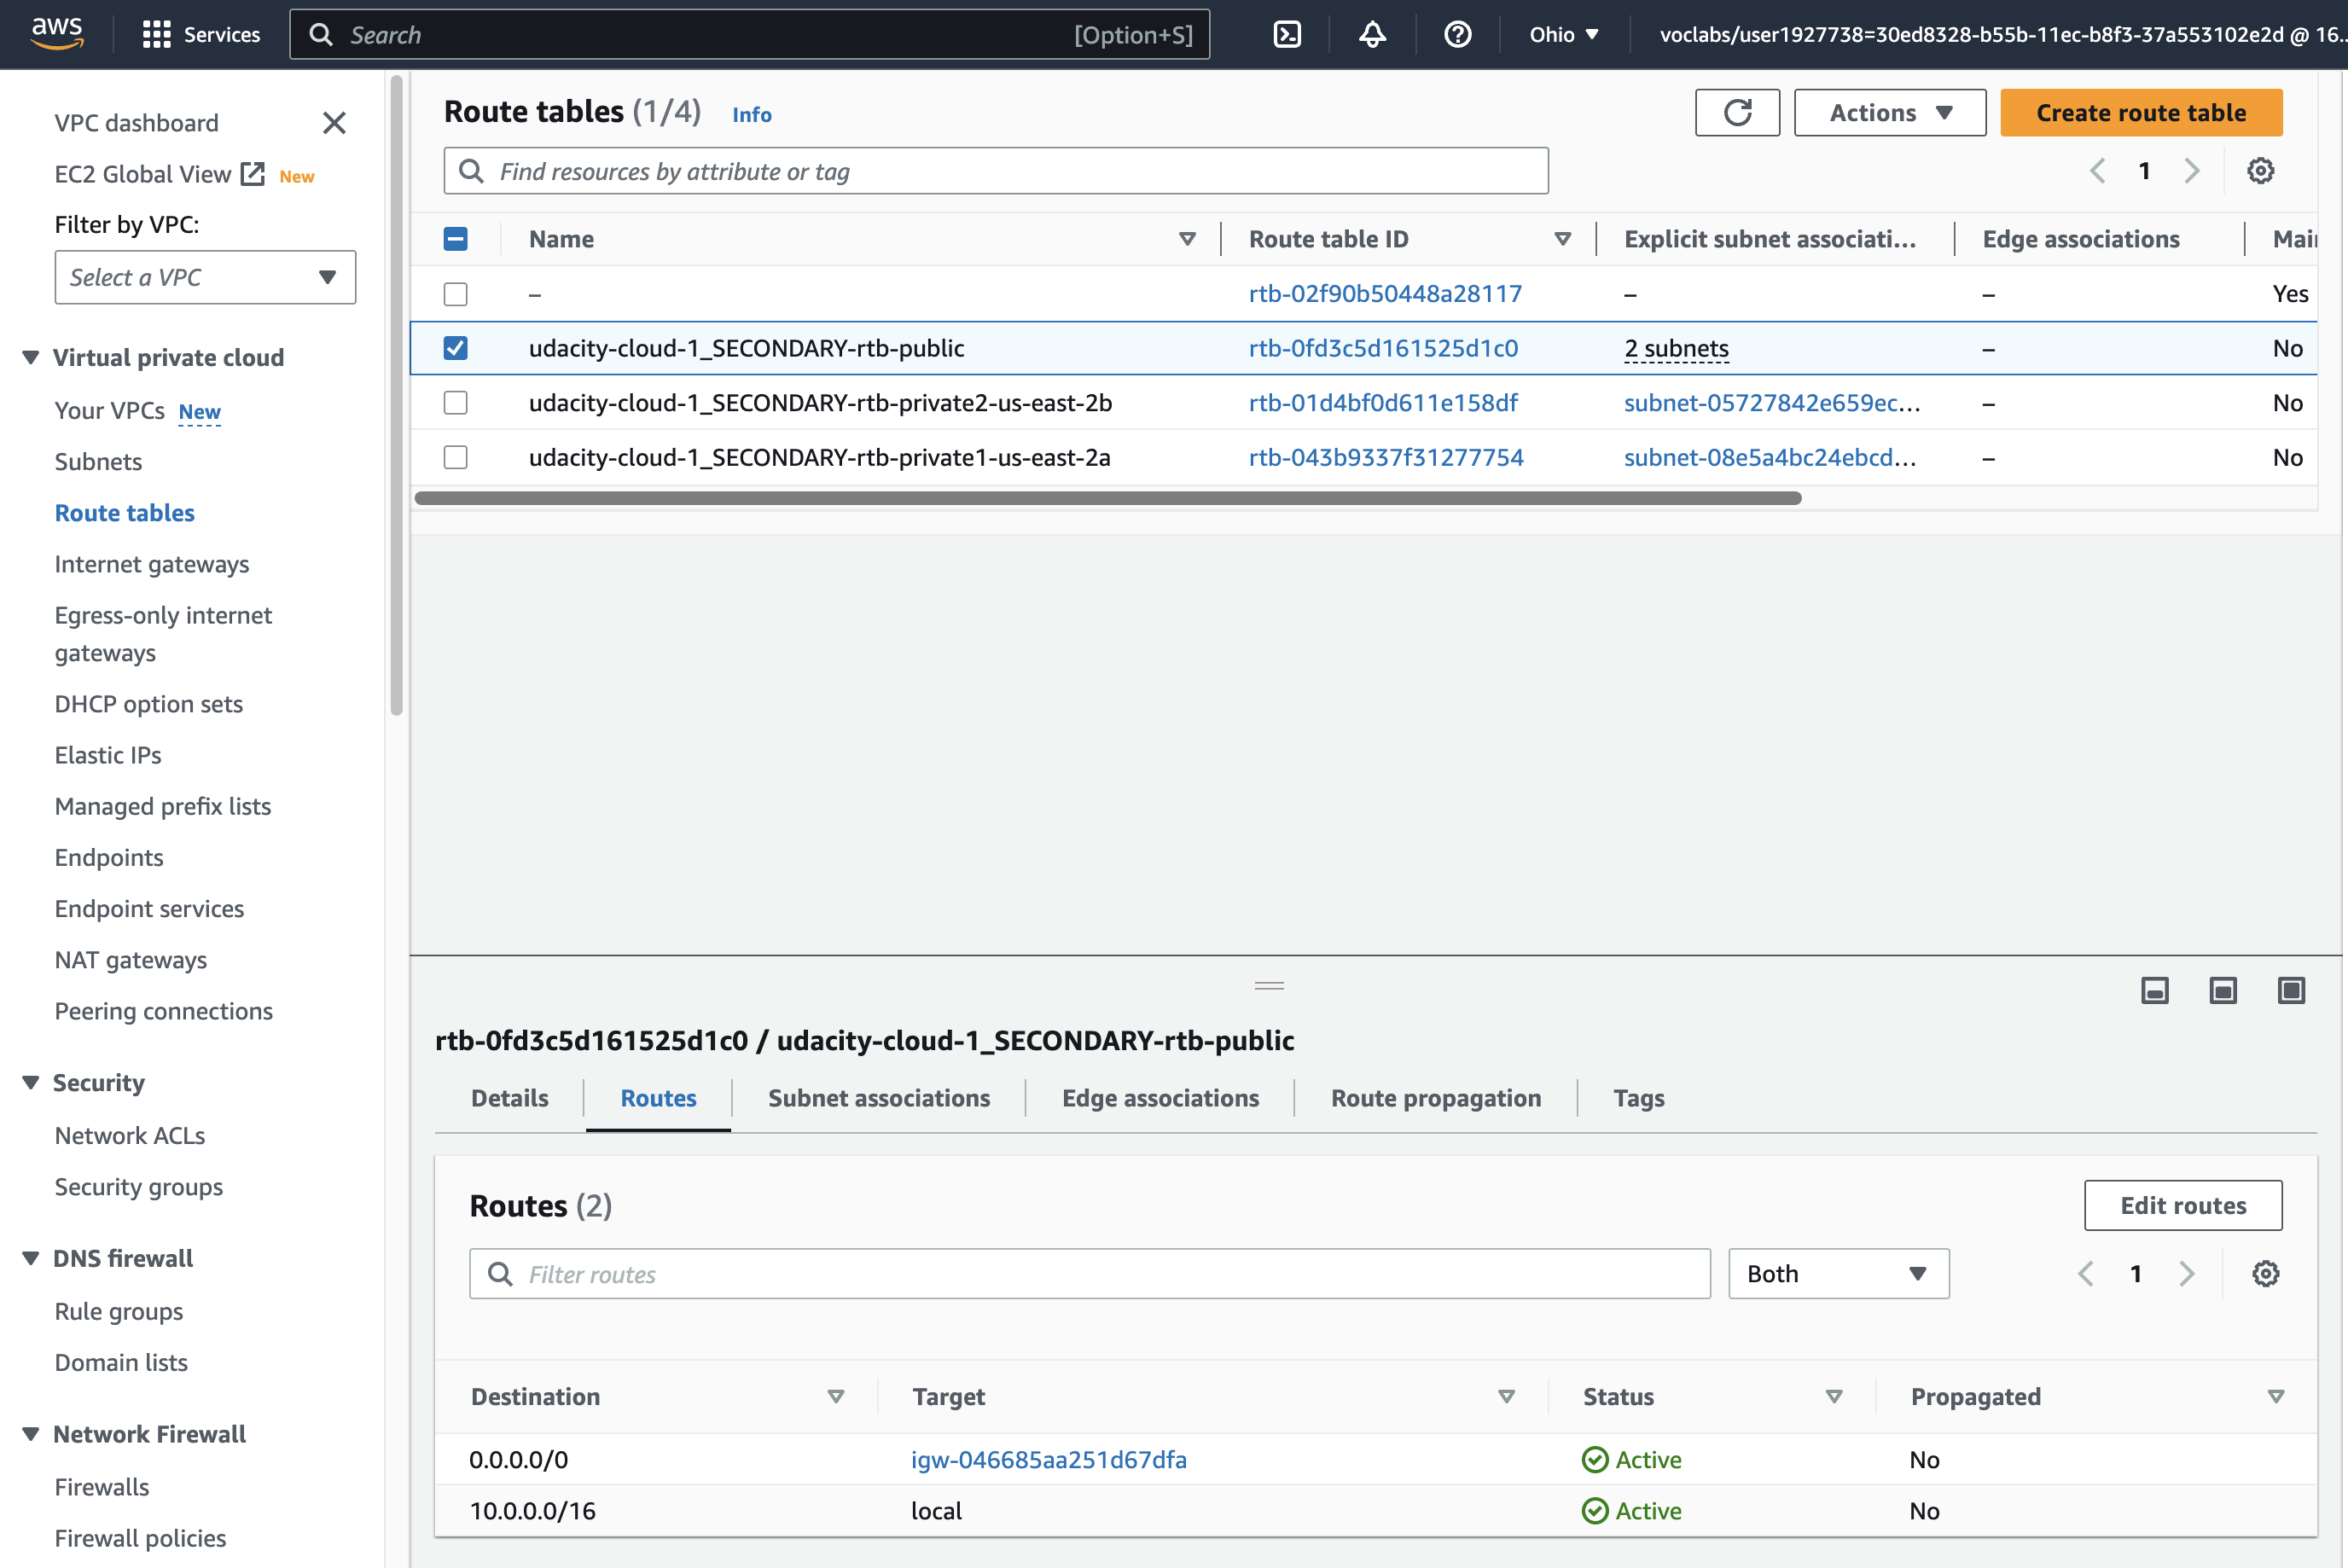 aws
Services
Search
[Option+S]
Ohio
voclabs/user1927738=30ed8328-b55b-11ec-b8f3-37a553102e2d @ 16...
VPC dashboard
EC2 Global View New
Filter by VPC:
Select a VPC
Virtual private cloud
Your VPCs New
Subnets
Route tables
Internet gateways
Egress-only internet
gateways
DHCP option sets
Elastic IPs
Managed prefix lists
Endpoints
Endpoint services
NAT gateways
Peering connections
Security
Network ACLs
Security groups
DNS firewall
Rule groups
Domain lists
Network Firewall
Firewalls
Firewall policies
Route tables (1/4) Info
Actions
Create route table
Find resources by attribute or tag
1
Name Route table ID Explicit subnet associati... Edge associations Mai
– rtb-02f90b50448a28117 – – Yes
udacity-cloud-1_SECONDARY-rtb-public rtb-0fd3c5d161525d1c0 2 subnets – No
udacity-cloud-1_SECONDARY-rtb-private2-us-east-2b rtb-01d4bf0d611e158df subnet-05727842e659ec... – No
udacity-cloud-1_SECONDARY-rtb-private1-us-east-2a rtb-043b9337f31277754 subnet-08e5a4bc24ebcd... – No
rtb-0fd3c5d161525d1c0 / udacity-cloud-1_SECONDARY-rtb-public
Details Routes Subnet associations Edge associations Route propagation Tags
Routes (2)
Edit routes
Filter routes
Both
1
Destination Target Status Propagated
0.0.0.0/0 igw-046685aa251d67dfa Active No
10.0.0.0/16 local Active No